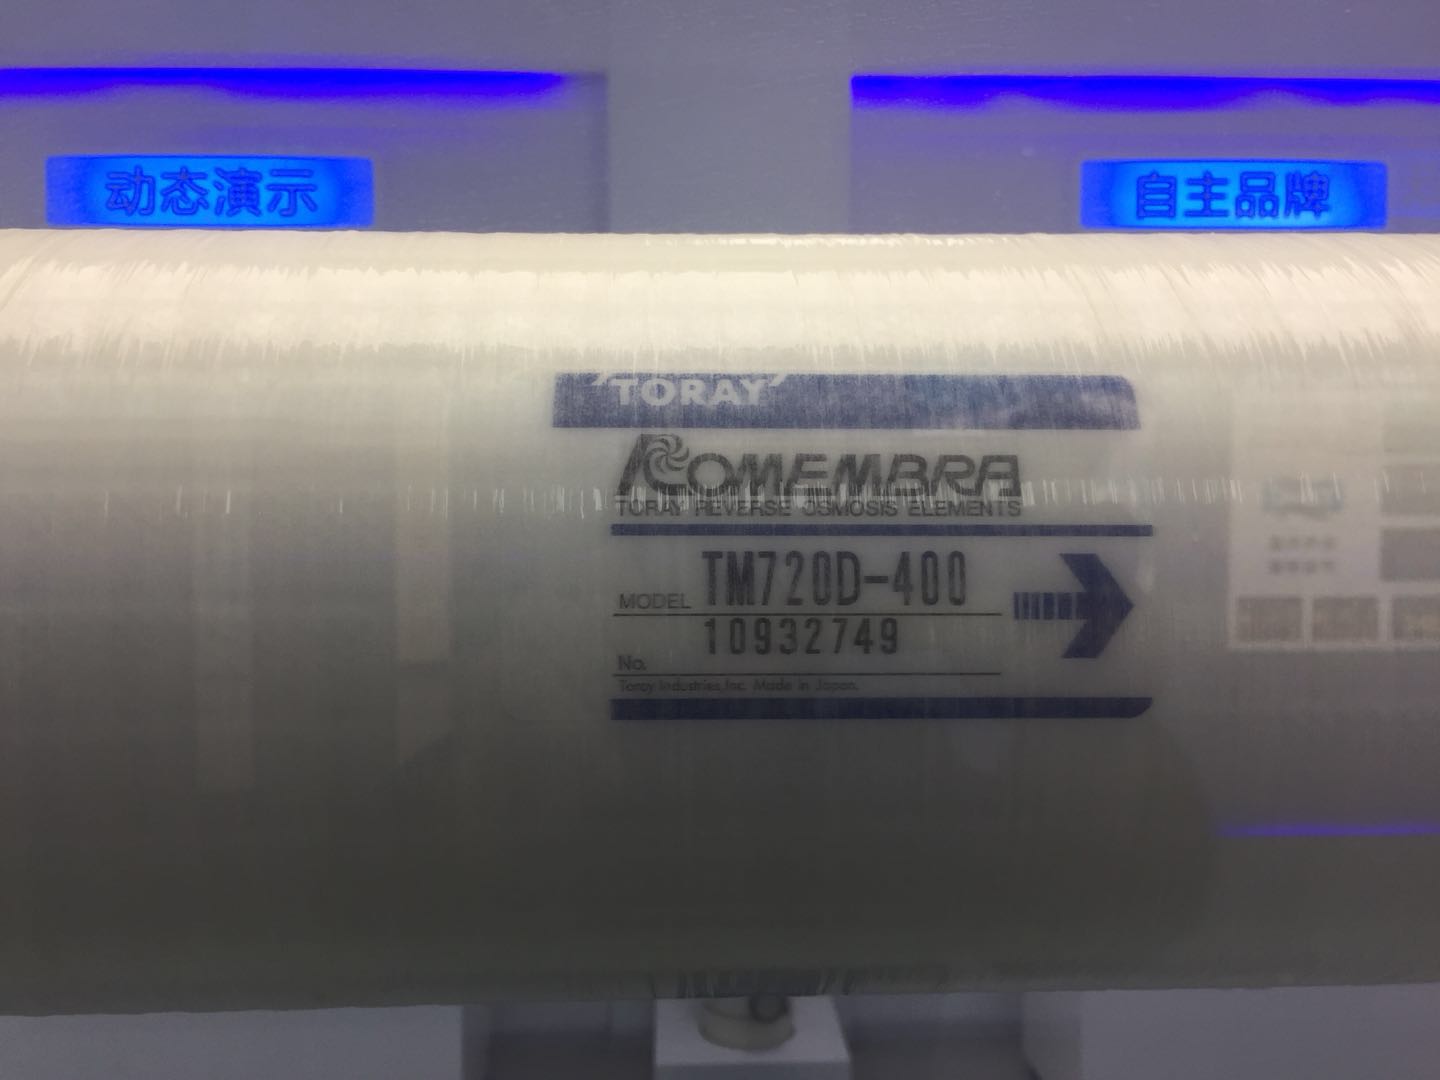 动态演示
自主品牌
TORAY
ROMEMBRA
TORAY REVERSE OSMOSIS ELEMENTS
MODEL TM720D-400
No. 10932749
Toray Industries, Inc. Made in Japan.